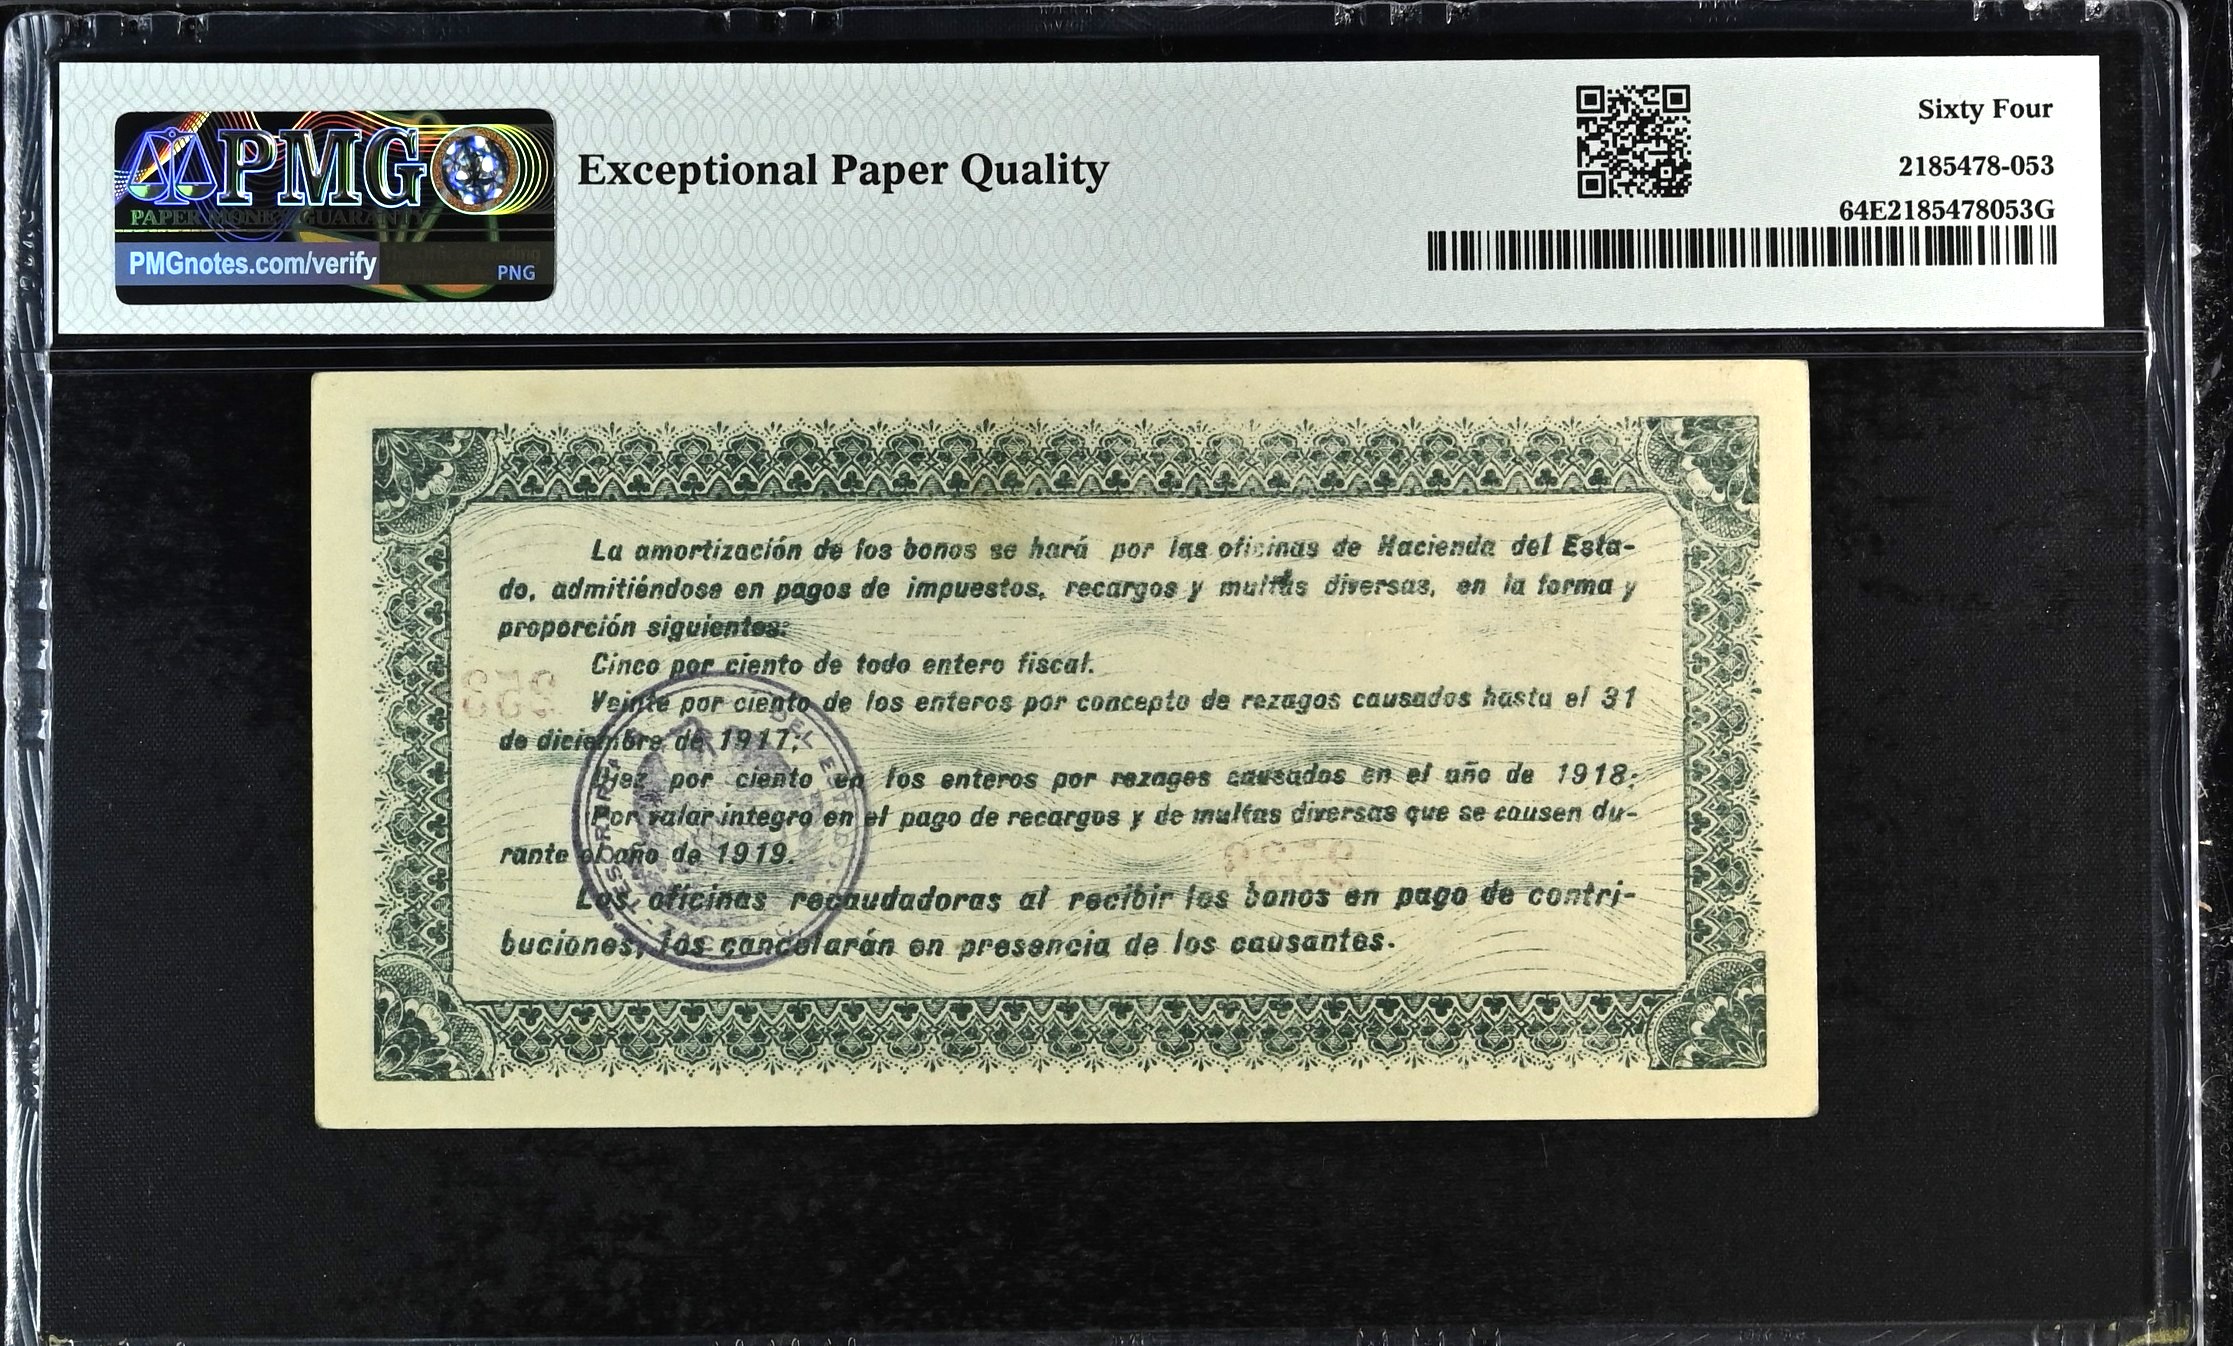 PMG
PAPER MONEY GUARANTY
PMGnotes.com/verify
PNG
Exceptional Paper Quality
Sixty Four
2185478-053
64E2185478053G
La amortización de los bonos se hará por las oficinas de Hacienda del Esta-
do, admitiéndose en pagos de impuestos, recargos y multas diversas, en la forma y
proporción siguientes:
Cinco por ciento de todo entero fiscal.
Veinte por ciento de los enteros por concepto de rezagos causados hasta el 31
de diciembre de 1917;
Diez por ciento en los enteros por rezagos causados en el año de 1918;
Por valor íntegro en el pago de recargos y de multas diversas que se causen du-
rante el año de 1919.
Las oficinas recaudadoras al recibir los bonos en pago de contri-
buciones, los cancelarán en presencia de los causantes.
DEL ESTADO
253